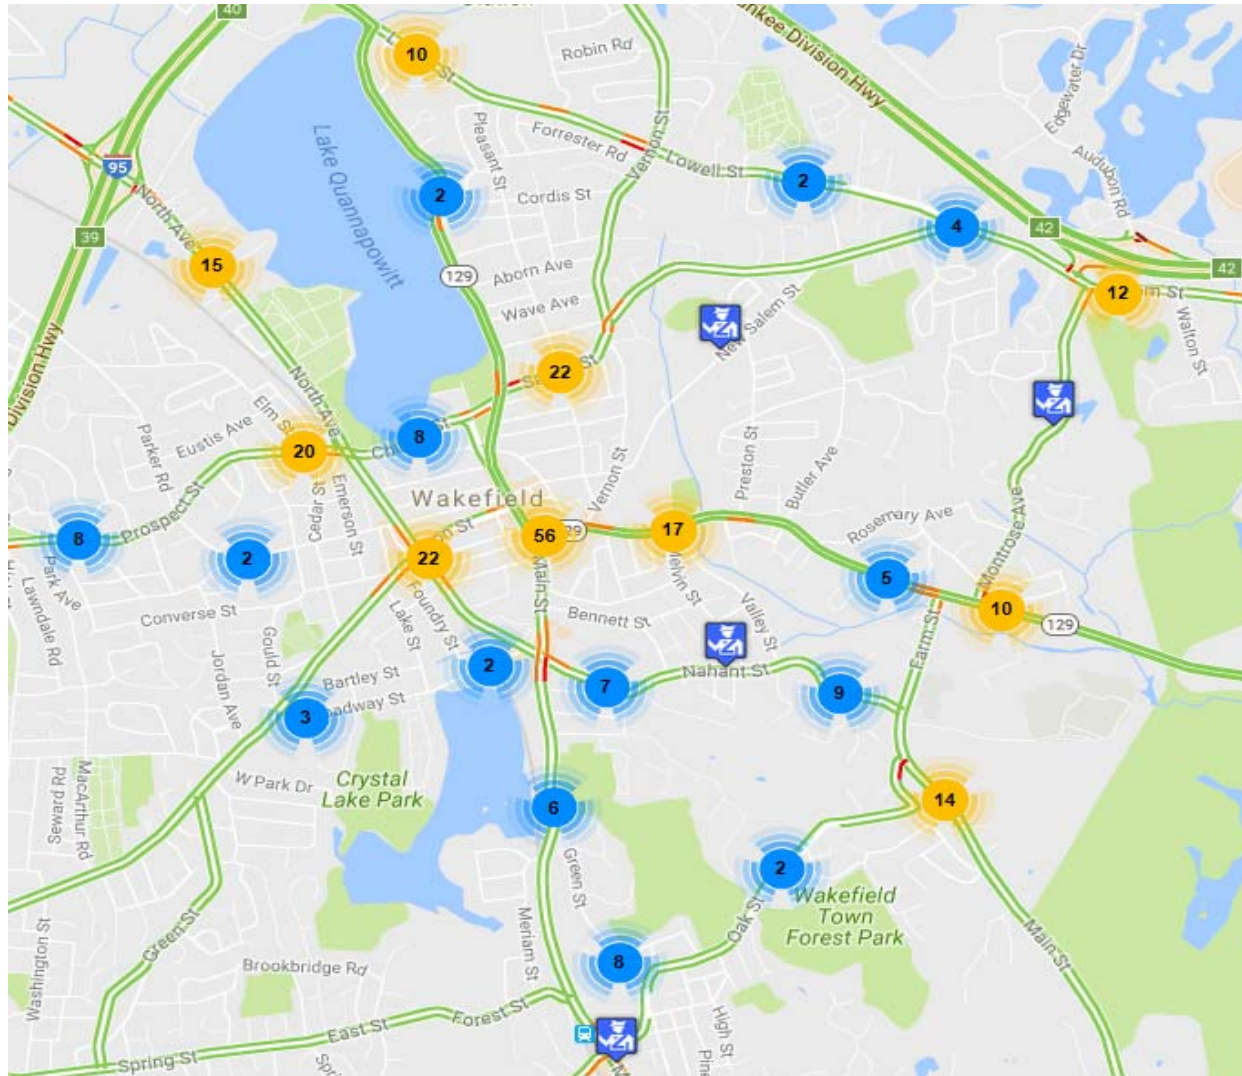 40
10
Robin Rd
Yankee Division Hwy
Edgewater Dr
Vernon St
Pleasant St
Forrester Rd
Lowell St
Audubon Rd
95
Lake Quannapowitt
2
Cordis St
2
North Ave
39
4
42
15
129
Aborn Ave
42
12
Wave Ave
New Salem St
Walton St
Division Hwy
22
North Ave
Elm St
Eustis Ave
Parker Rd
8
20
Preston St
Butler Ave
Vernon St
Wakefield
Cedar St
Emerson St
Prospect St
8
56
17
Rosemary Ave
Montrose Ave
2
22
5
Park Ave
Lawndale Rd
Converse St
Foundry St
Lake St
Main St
Melvin St
Bennett St
Valley St
10
129
Gould St
Jordan Ave
2
7
Nahant St
9
Farm St
Bartley St
3
W Park Dr
Crystal
Lake Park
Seward Rd
MacArthur Rd
6
14
Green St
2
Wakefield
Town
Forest Park
Oak St
Main St
Washington St
Green St
Meriam St
Brookbridge Rd
8
East St
Forest St
High St
Spring St